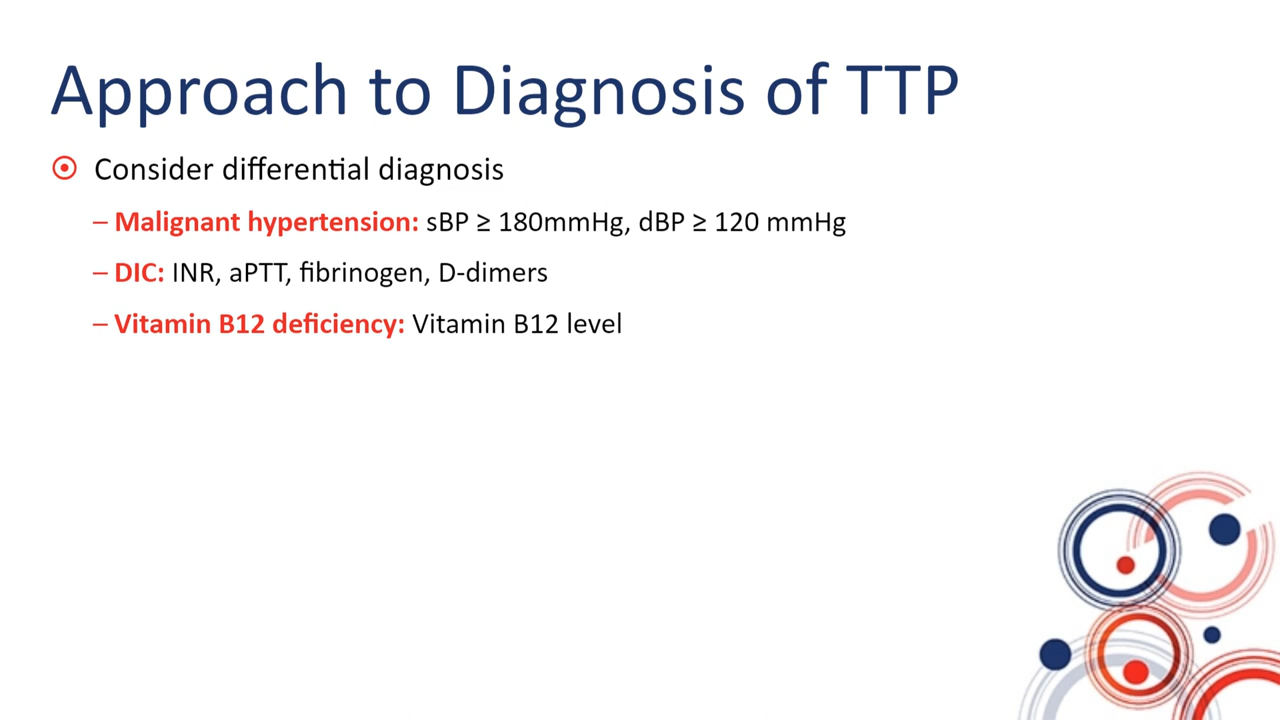 Approach to Diagnosis of TTP
Consider differential diagnosis
– Malignant hypertension: sBP ≥ 180mmHg, dBP ≥ 120 mmHg
– DIC: INR, aPTT, fibrinogen, D-dimers
– Vitamin B12 deficiency: Vitamin B12 level